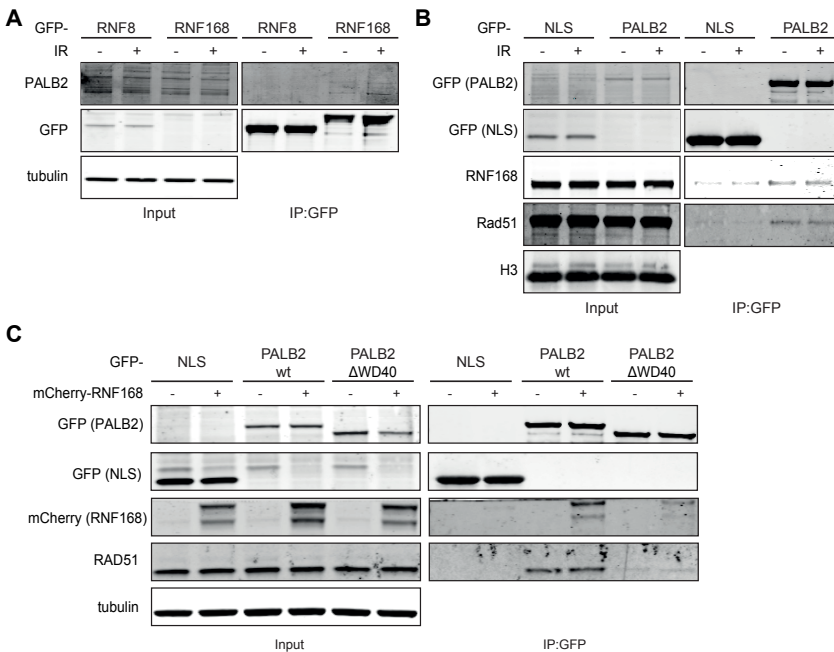 A
GFP- RNF8 RNF168 RNF8 RNF168
IR - + - + - + - +
PALB2
GFP
tubulin
Input IP:GFP
B
GFP- NLS PALB2 NLS PALB2
IR - + - + - + - +
GFP (PALB2)
GFP (NLS)
RNF168
Rad51
H3
Input IP:GFP
C
GFP- NLS PALB2 wt PALB2 ΔWD40 NLS PALB2 wt PALB2 ΔWD40
mCherry-RNF168 - + - + - + - + - + - +
GFP (PALB2)
GFP (NLS)
mCherry (RNF168)
RAD51
tubulin
Input IP:GFP